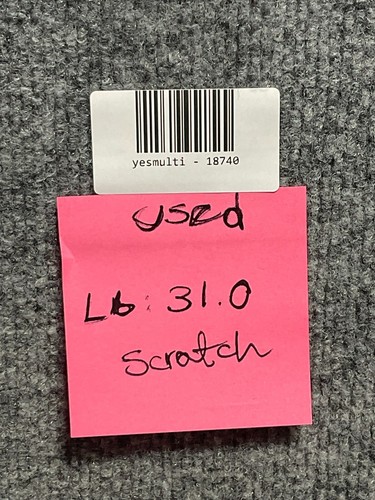 yesmulti - 18740
used
Lb: 31.0
Scratch